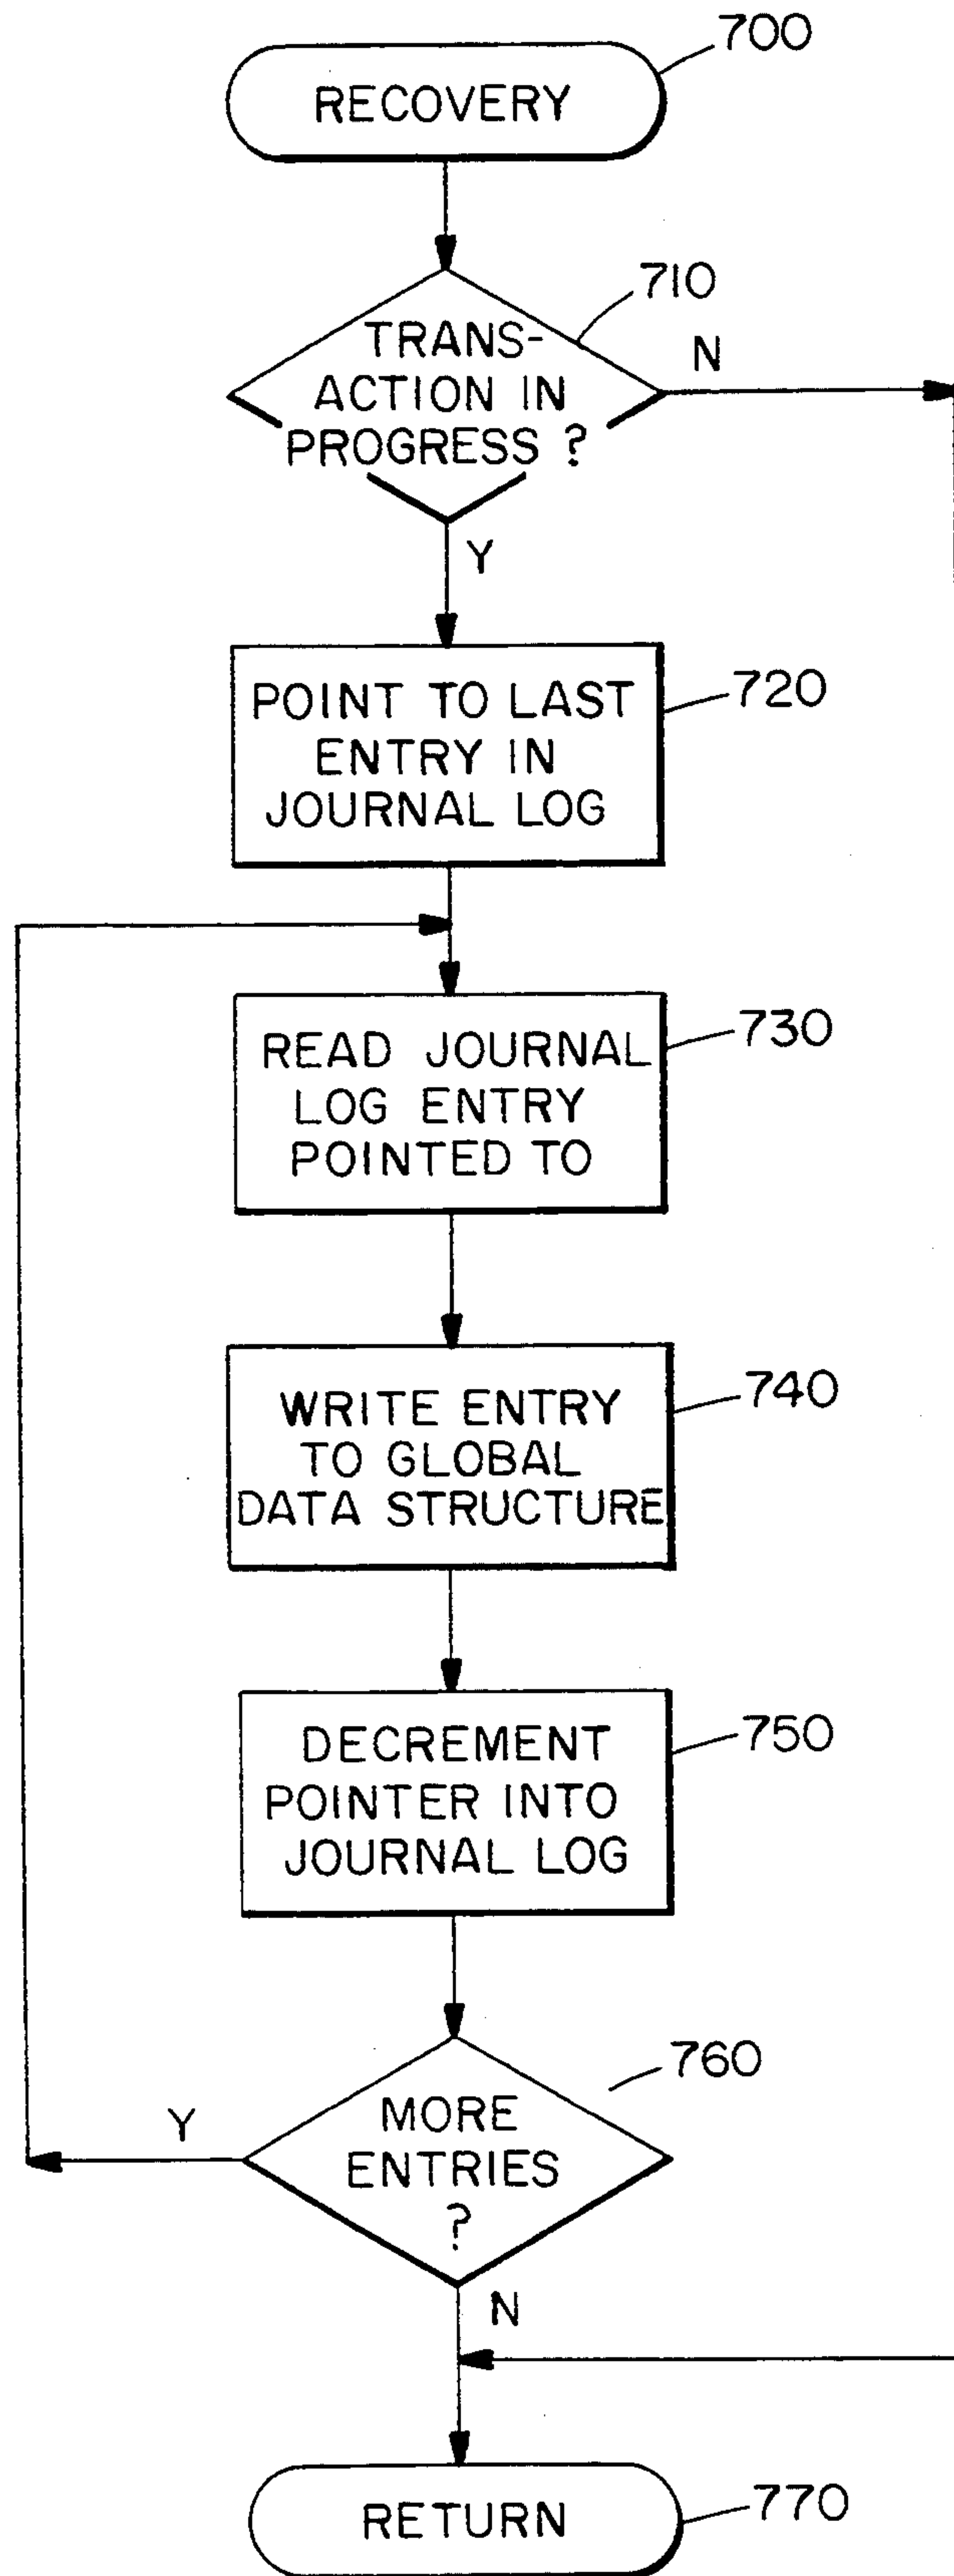 700
RECOVERY
710
TRANS-
ACTION IN
PROGRESS ?
N
Y
720
POINT TO LAST
ENTRY IN
JOURNAL LOG
730
READ JOURNAL
LOG ENTRY
POINTED TO
740
WRITE ENTRY
TO GLOBAL
DATA STRUCTURE
750
DECREMENT
POINTER INTO
JOURNAL LOG
760
MORE
ENTRIES
?
Y
N
770
RETURN